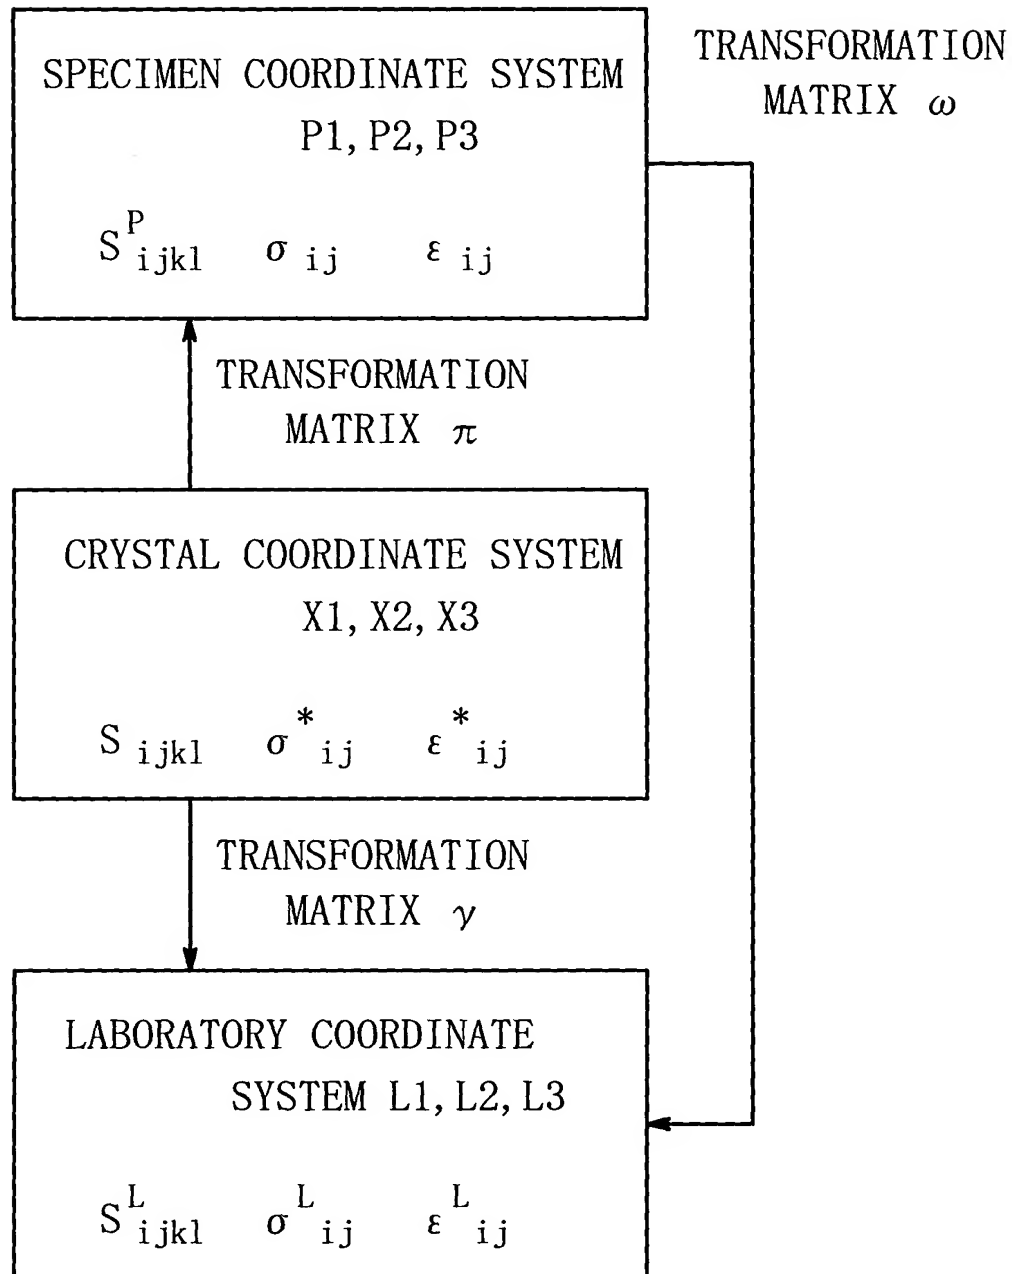 SPECIMEN COORDINATE SYSTEM
P1, P2, P3
S^P_ijkl σ_ij ε_ij
TRANSFORMATION
MATRIX ω
TRANSFORMATION
MATRIX π
CRYSTAL COORDINATE SYSTEM
X1, X2, X3
S_ijkl σ^*_ij ε^*_ij
TRANSFORMATION
MATRIX γ
LABORATORY COORDINATE
SYSTEM L1, L2, L3
S^L_ijkl σ^L_ij ε^L_ij